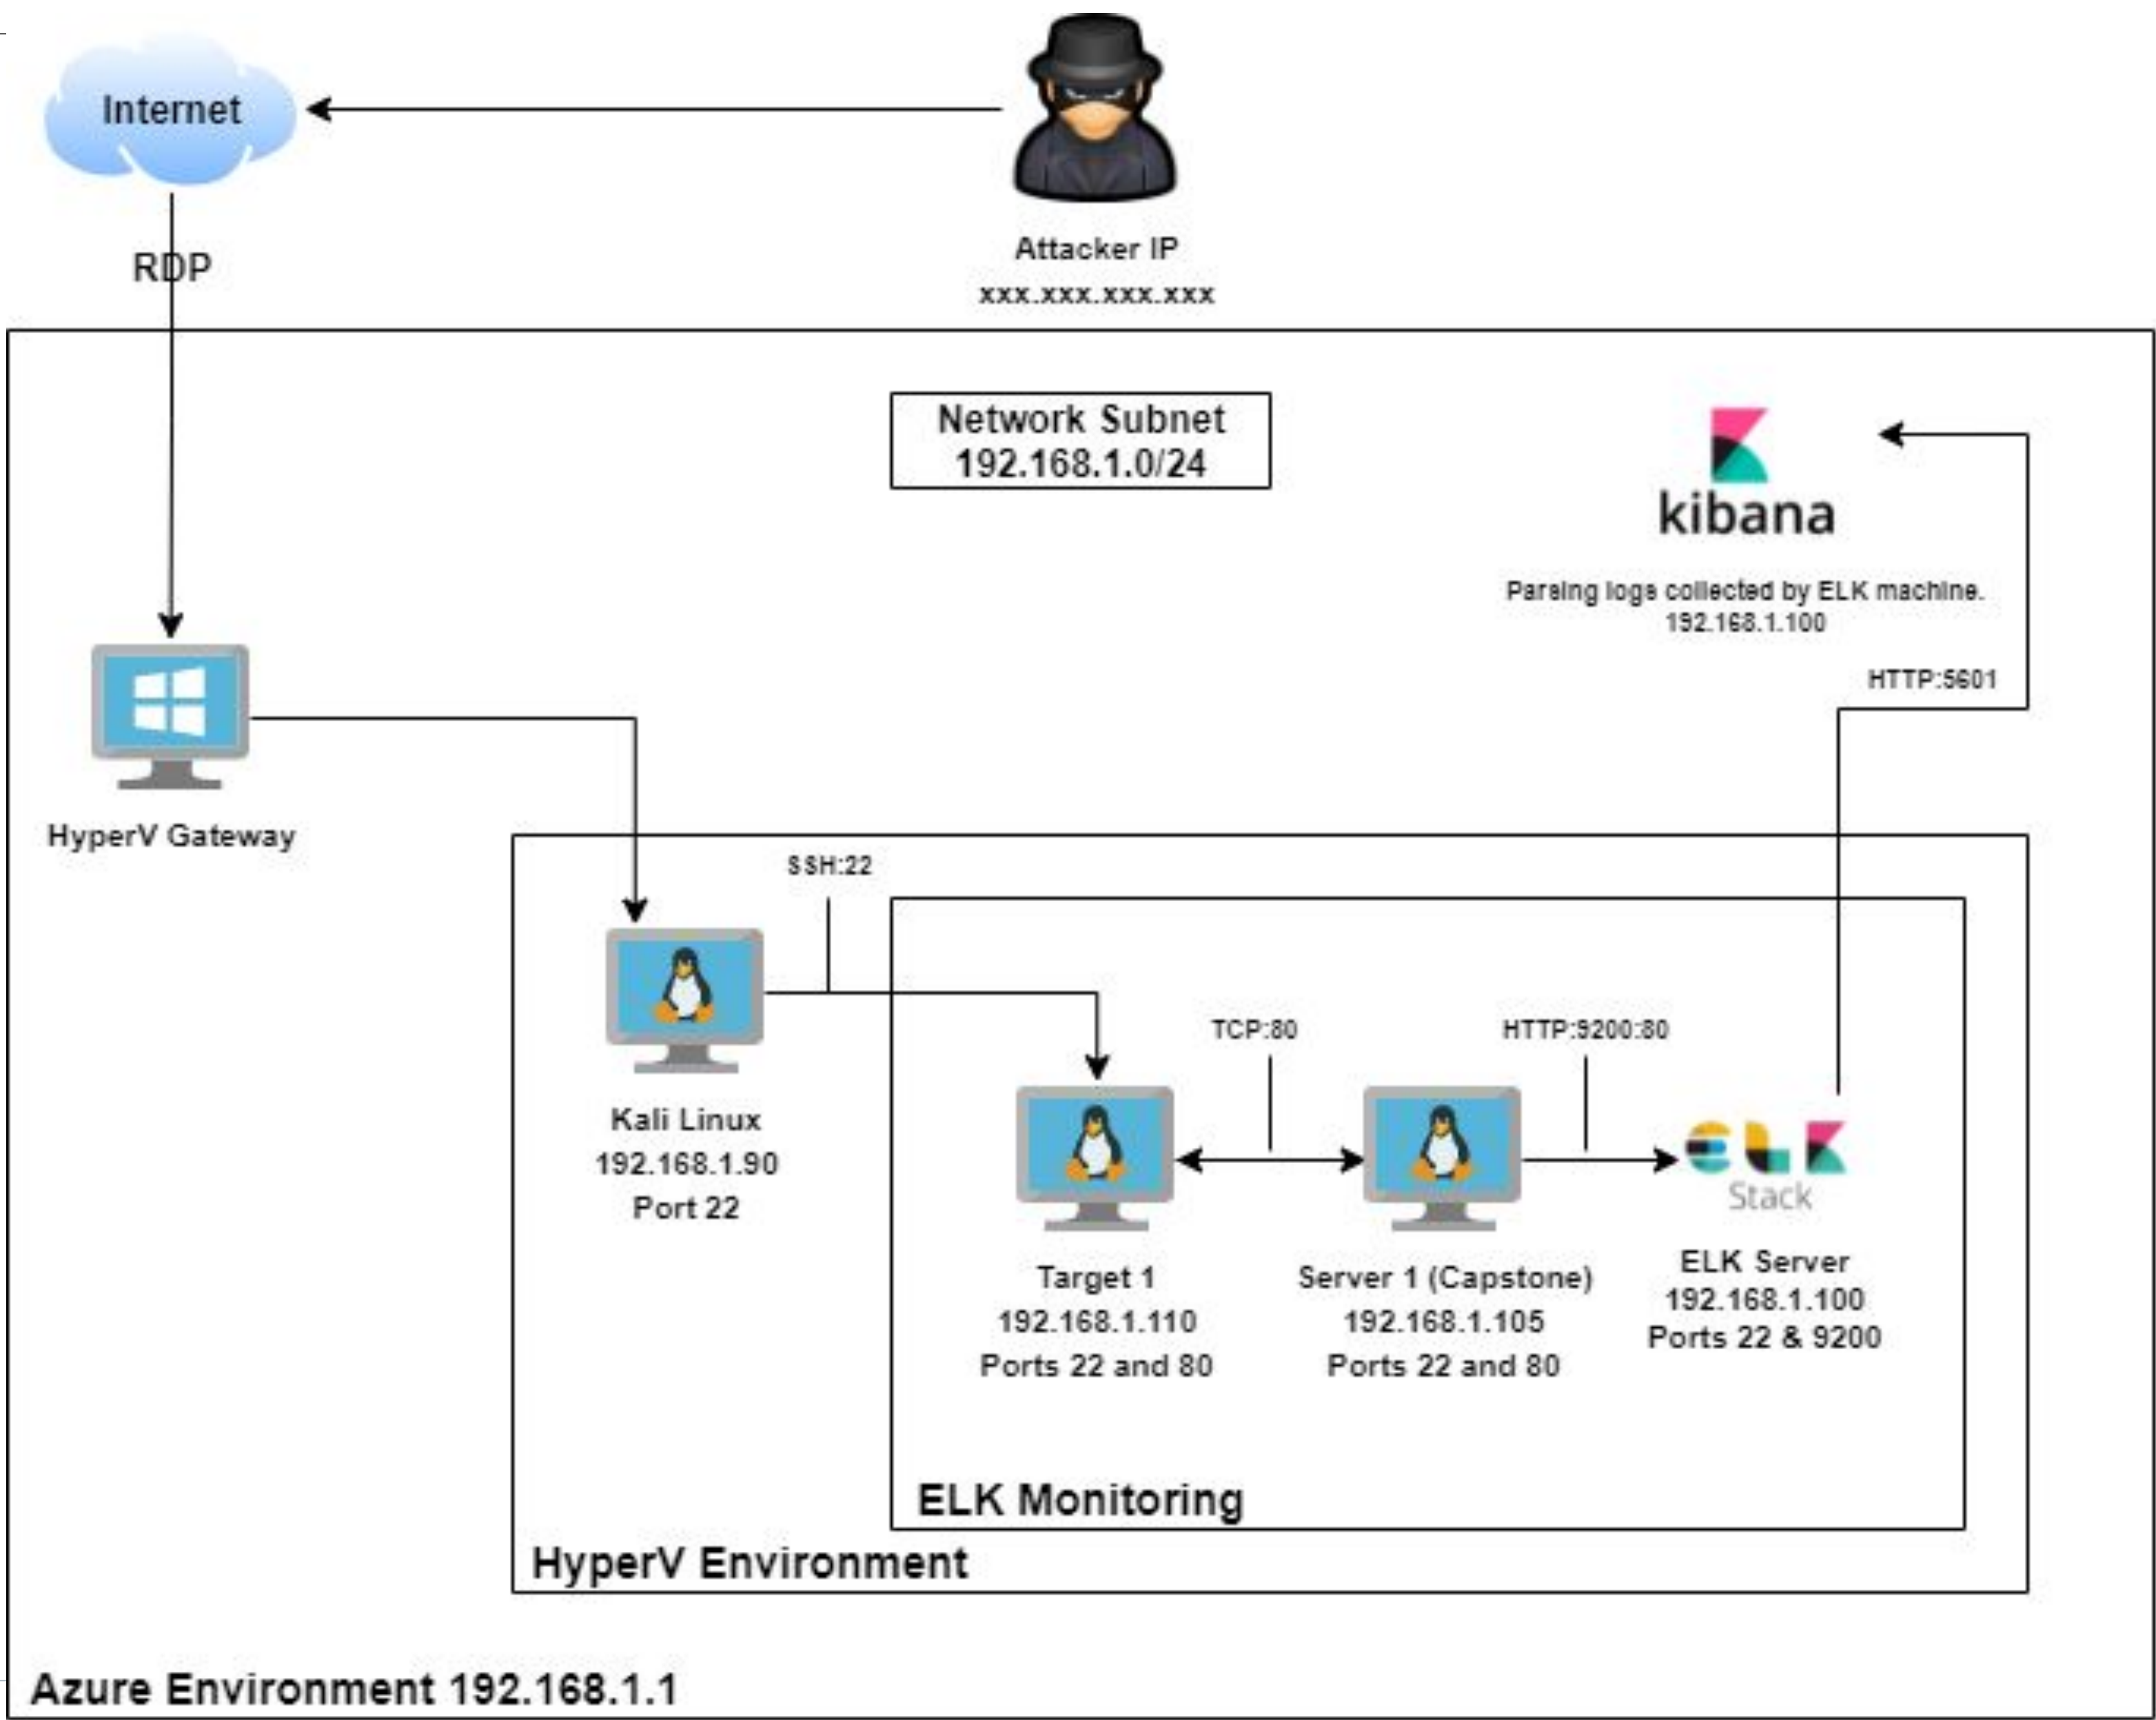 Internet
RDP
Attacker IP
xxx.xxx.xxx.xxx
Network Subnet
192.168.1.0/24
kibana
Parsing logs collected by ELK machine.
192.168.1.100
HTTP:5601
HyperV Gateway
SSH:22
Kali Linux
192.168.1.90
Port 22
TCP:80
HTTP:9200:80
Target 1
192.168.1.110
Ports 22 and 80
Server 1 (Capstone)
192.168.1.105
Ports 22 and 80
ELK
Stack
ELK Server
192.168.1.100
Ports 22 & 9200
ELK Monitoring
HyperV Environment
Azure Environment 192.168.1.1